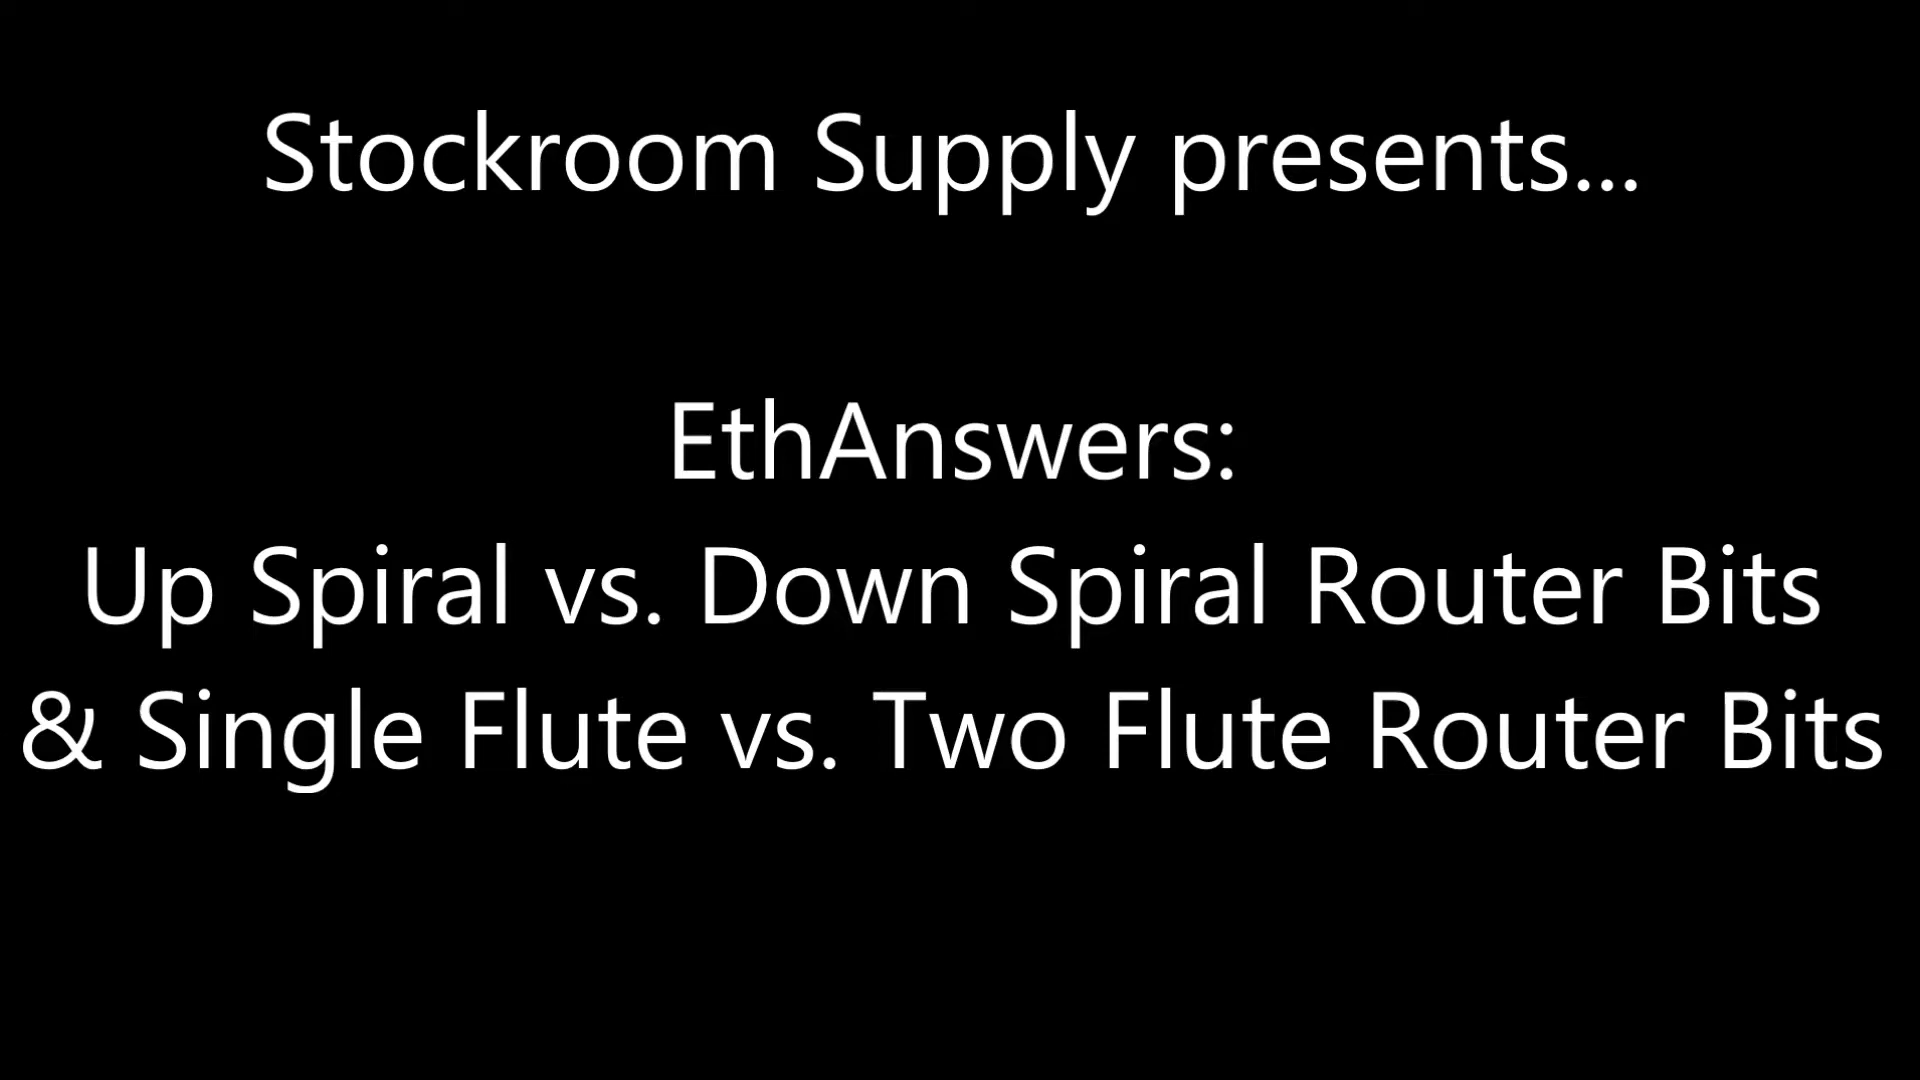 Stockroom Supply presents...
EthAnswers:
Up Spiral vs. Down Spiral Router Bits
& Single Flute vs. Two Flute Router Bits